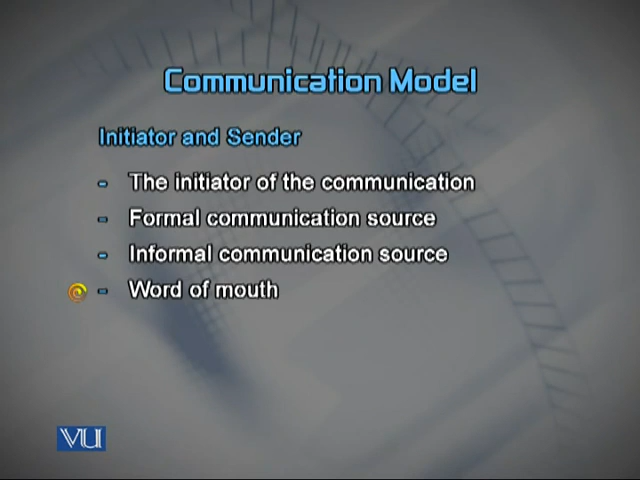 Communication Model
Initiator and Sender
- The initiator of the communication
- Formal communication source
- Informal communication source
- Word of mouth
VU